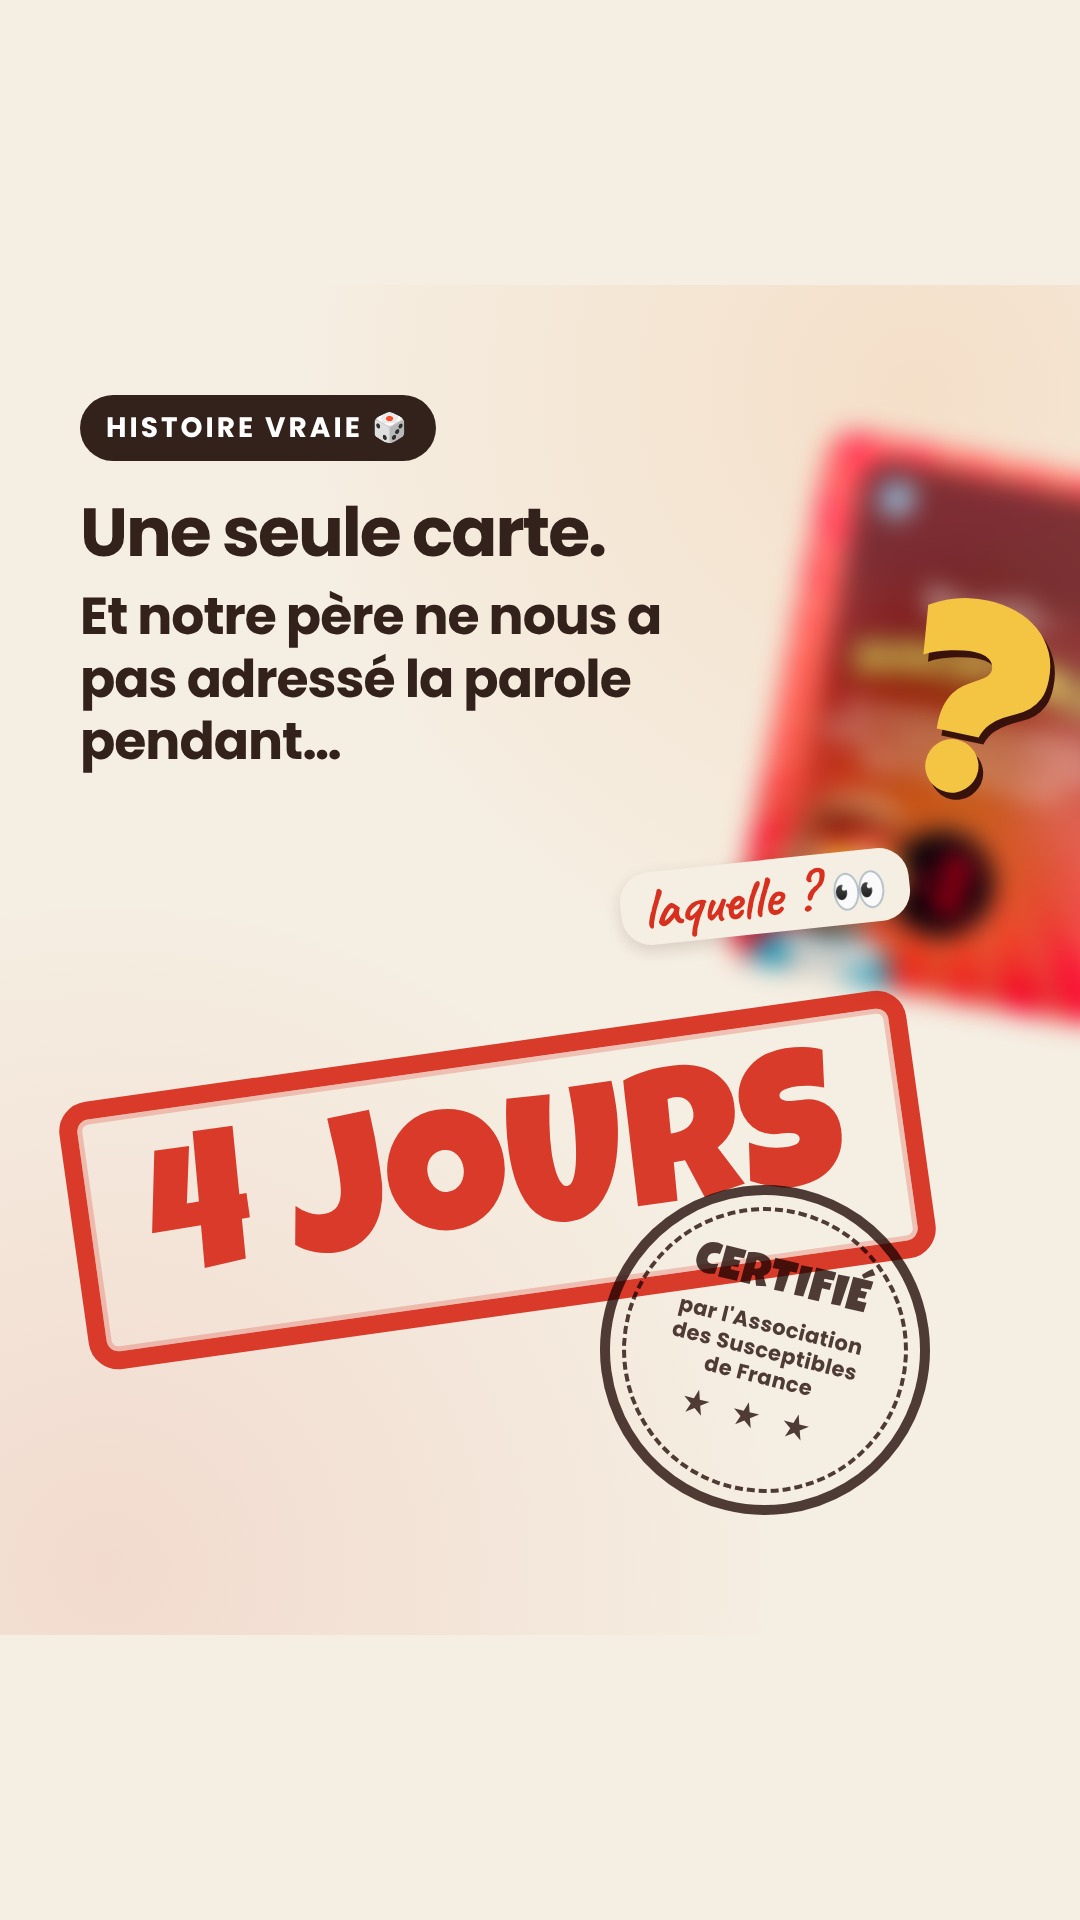 HISTOIRE VRAIE 🎲
Une seule carte.
Et notre père ne nous a
pas adressé la parole
pendant...
?
laquelle ? 👀
4 JOURS
CERTIFIÉ
par l'Association
des Susceptibles
de France
★ ★ ★